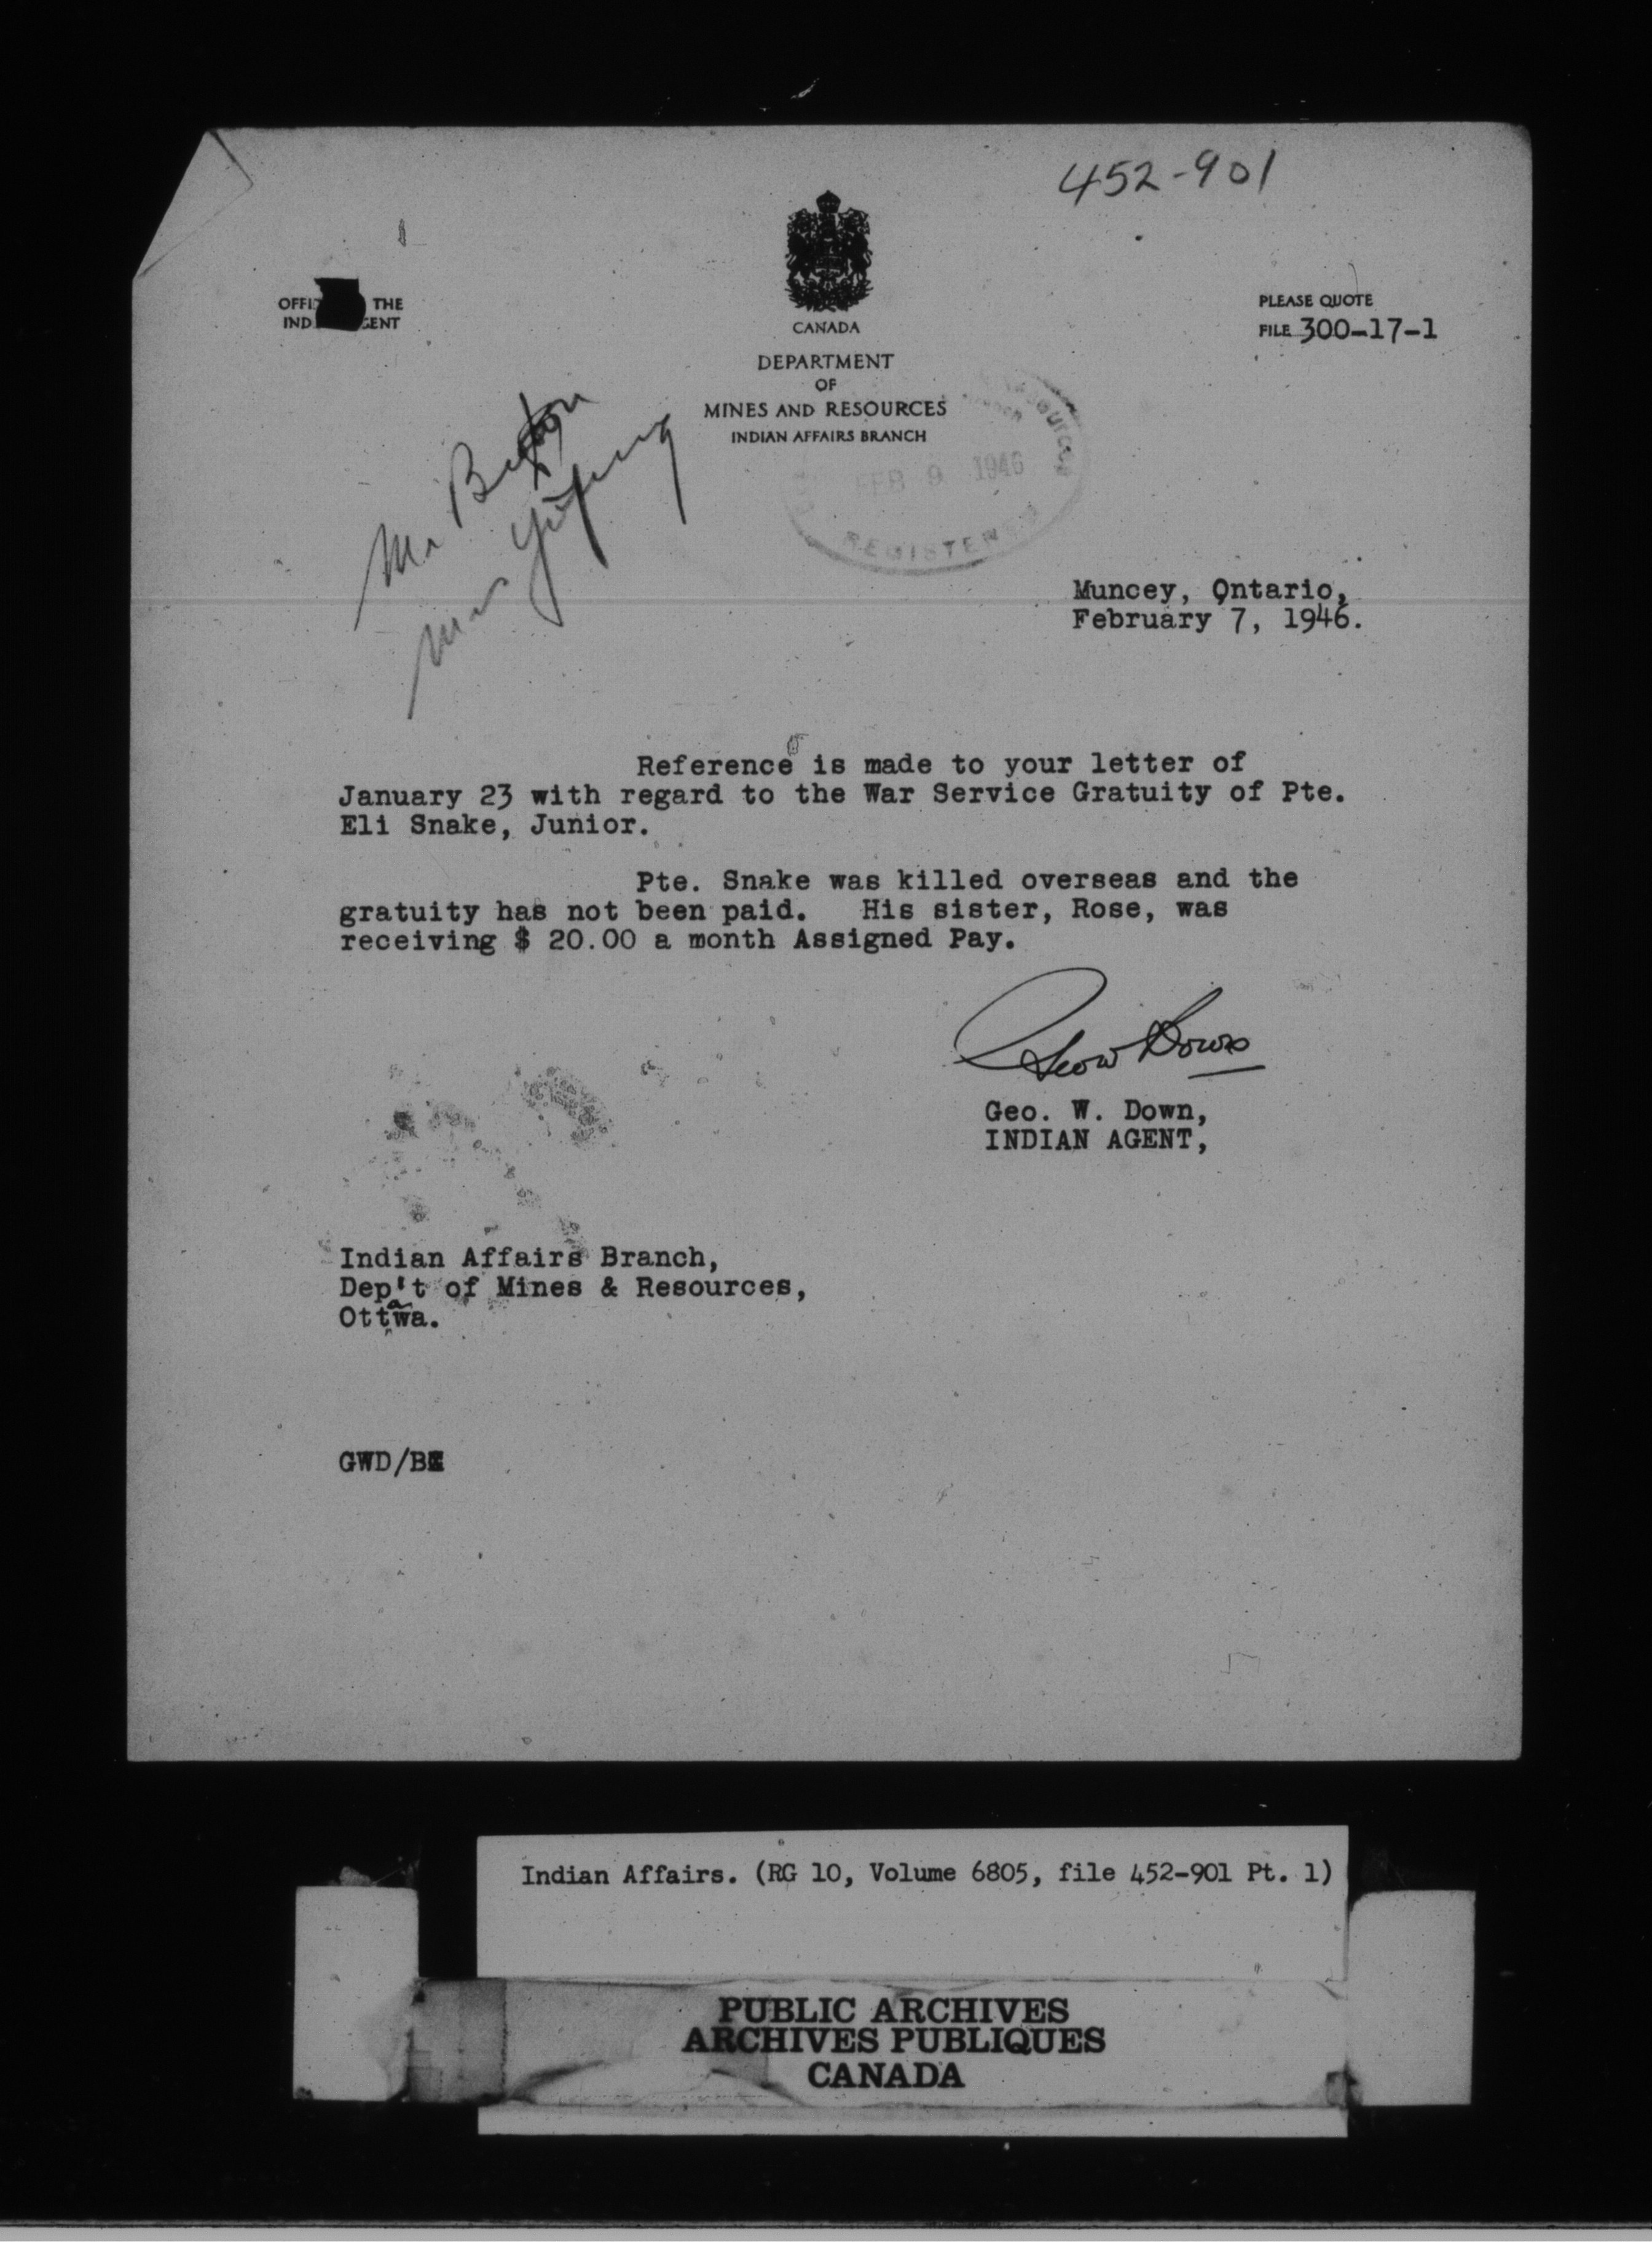 452-901
OFFI THE
IND GENT
CANADA
DEPARTMENT
OF
MINES AND RESOURCES
INDIAN AFFAIRS BRANCH
PLEASE QUOTE
FILE 300-17-1
FEB 9 1946
REGISTERED
Mr
Muncey, Ontario,
February 7, 1946.
Reference is made to your letter of
January 23 with regard to the War Service Gratuity of Pte.
Eli Snake, Junior.
Pte. Snake was killed overseas and the
gratuity has not been paid. His sister, Rose, was
receiving $ 20.00 a month Assigned Pay.
Geo W Down
Geo. W. Down,
INDIAN AGENT,
Indian Affairs Branch,
Dep't of Mines & Resources,
Ottawa.
GWD/BE
Indian Affairs. (RG 10, Volume 6805, file 452-901 Pt. 1)
PUBLIC ARCHIVES
ARCHIVES PUBLIQUES
CANADA